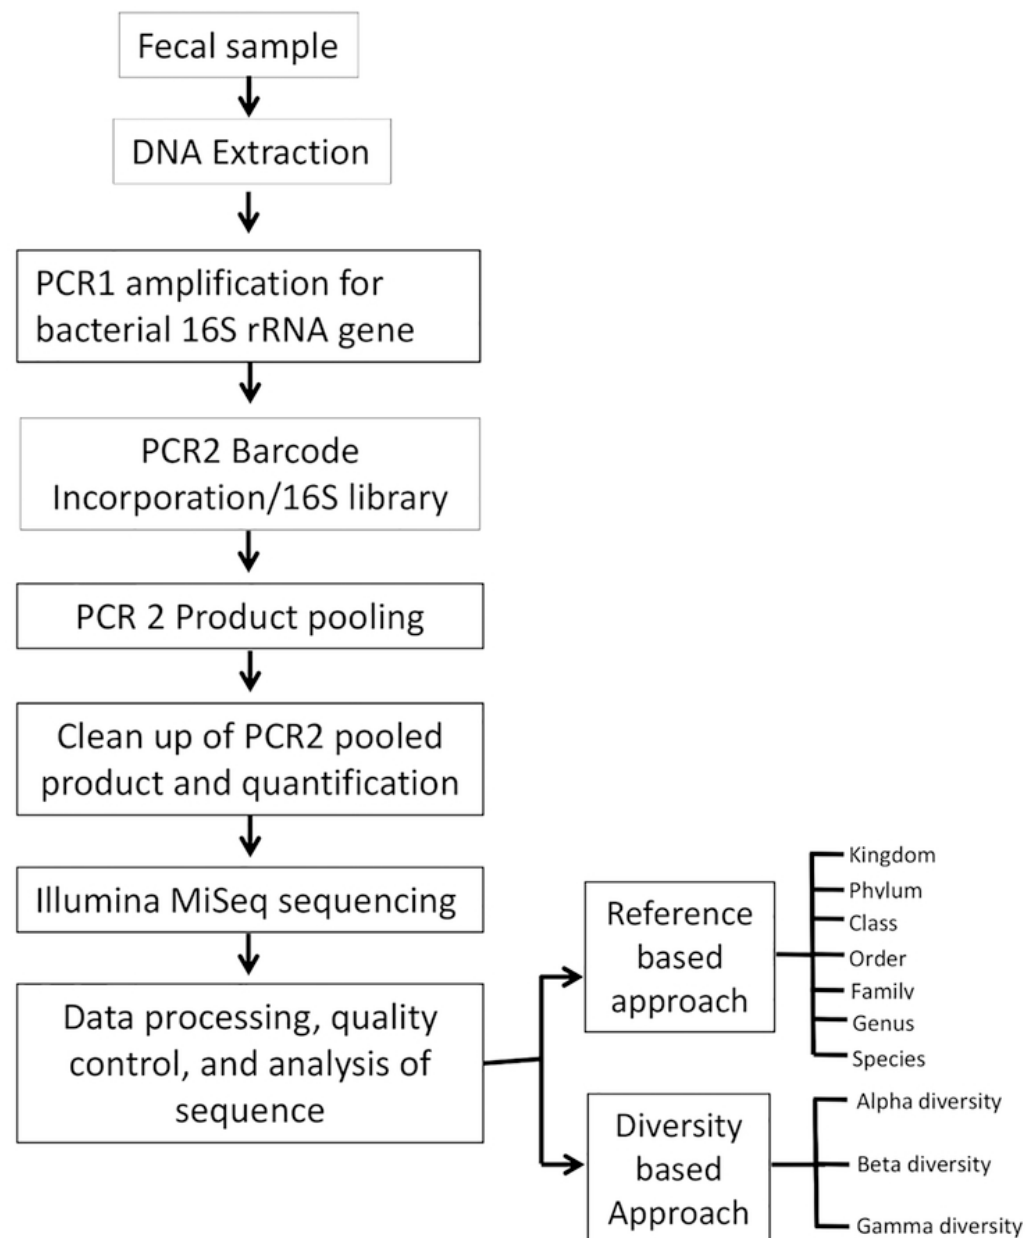 Fecal sample
DNA Extraction
PCR1 amplification for
bacterial 16S rRNA gene
PCR2 Barcode
Incorporation/16S library
PCR 2 Product pooling
Clean up of PCR2 pooled
product and quantification
Illumina MiSeq sequencing
Data processing, quality
control, and analysis of
sequence
Reference
based
approach
Kingdom
Phylum
Class
Order
Family
Genus
Species
Diversity
based
Approach
Alpha diversity
Beta diversity
Gamma diversity